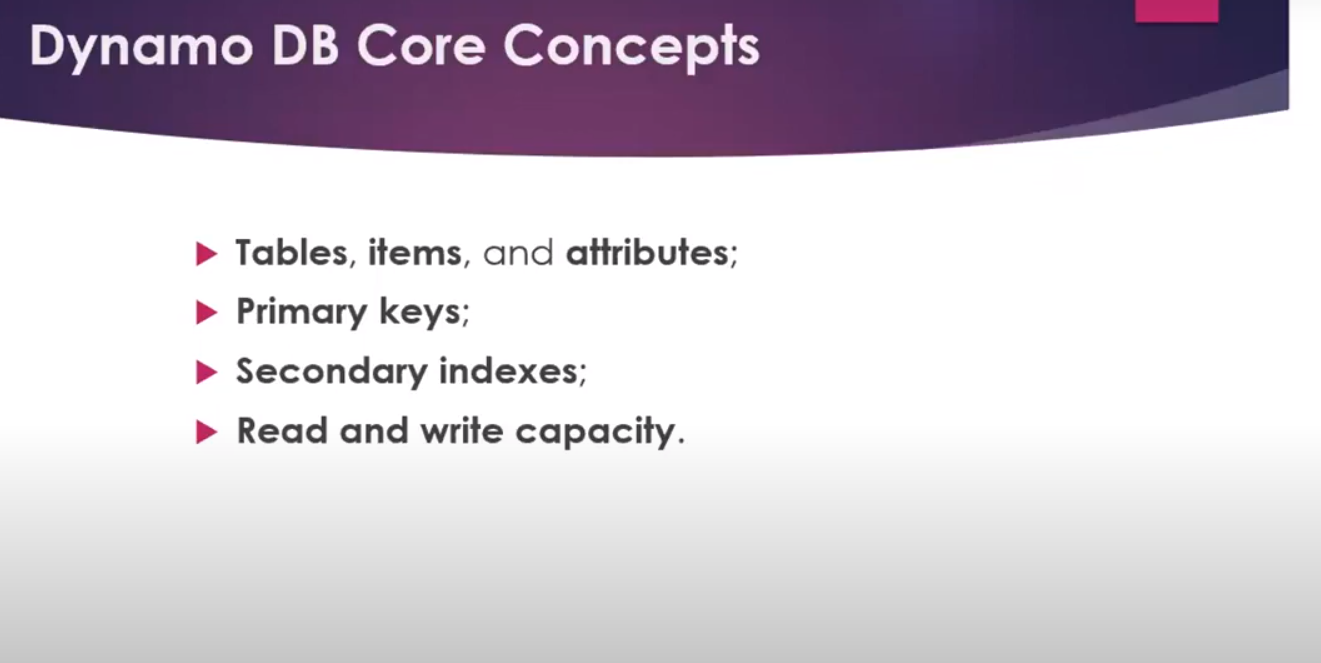 Dynamo DB Core Concepts
Tables, items, and attributes;
Primary keys;
Secondary indexes;
Read and write capacity.